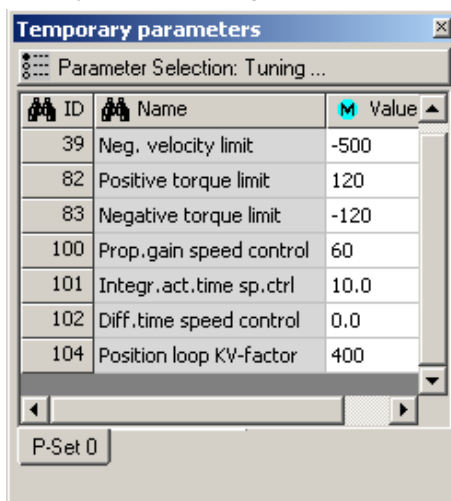 Temporary parameters
Parameter Selection: Tuning ...
ID Name M Value
39 Neg. velocity limit -500
82 Positive torque limit 120
83 Negative torque limit -120
100 Prop.gain speed control 60
101 Integr.act.time sp.ctrl 10.0
102 Diff.time speed control 0.0
104 Position loop KV-factor 400
P-Set 0